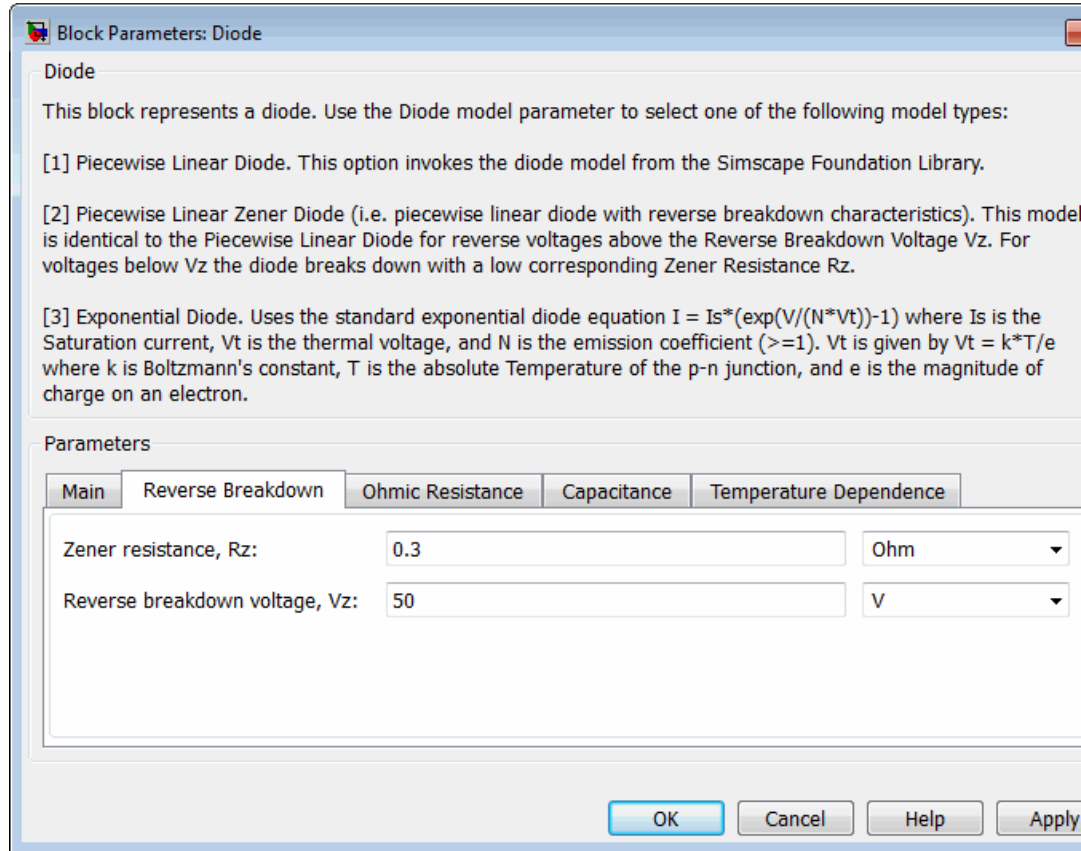 Block Parameters: Diode
Diode
This block represents a diode. Use the Diode model parameter to select one of the following model types:
[1] Piecewise Linear Diode. This option invokes the diode model from the Simscape Foundation Library.
[2] Piecewise Linear Zener Diode (i.e. piecewise linear diode with reverse breakdown characteristics). This model
is identical to the Piecewise Linear Diode for reverse voltages above the Reverse Breakdown Voltage Vz. For
voltages below Vz the diode breaks down with a low corresponding Zener Resistance Rz.
[3] Exponential Diode. Uses the standard exponential diode equation I = Is*(exp(V/(N*Vt))-1) where Is is the
Saturation current, Vt is the thermal voltage, and N is the emission coefficient (>=1). Vt is given by Vt = k*T/e
where k is Boltzmann's constant, T is the absolute Temperature of the p-n junction, and e is the magnitude of
charge on an electron.
Parameters
Main Reverse Breakdown Ohmic Resistance Capacitance Temperature Dependence
Zener resistance, Rz: 0.3 Ohm
Reverse breakdown voltage, Vz: 50 V
OK Cancel Help Apply